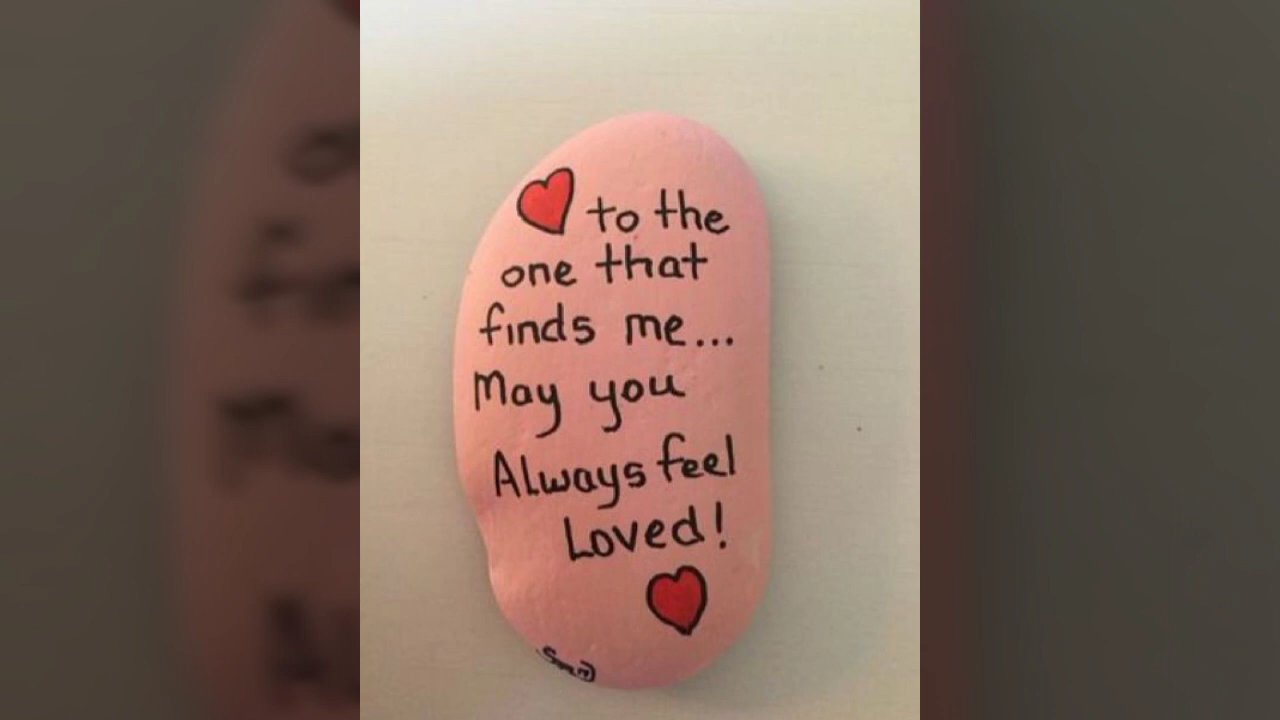 to the
one that
finds me...
May you
Always feel
Loved!